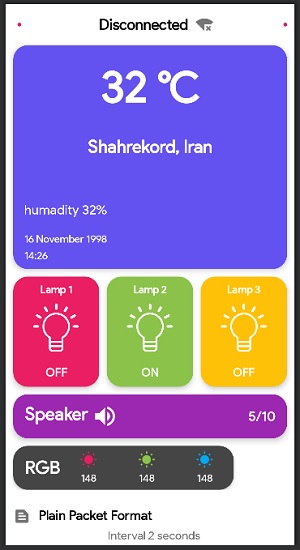 Disconnected
32 °C
Shahrekord, Iran
humadity 32%
16 November 1998
14:26
Lamp 1 Lamp 2 Lamp 3
OFF ON OFF
Speaker 5/10
RGB 148 148 148
Plain Packet Format
Interval 2 seconds